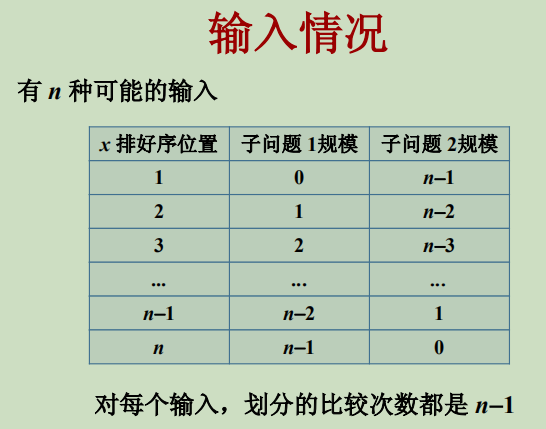 输入情况
有 n 种可能的输入
x 排好序位置 子问题 1规模 子问题 2规模
1 0 n–1
2 1 n–2
3 2 n–3
... ... ...
n–1 n–2 1
n n–1 0
对每个输入，划分的比较次数都是 n–1